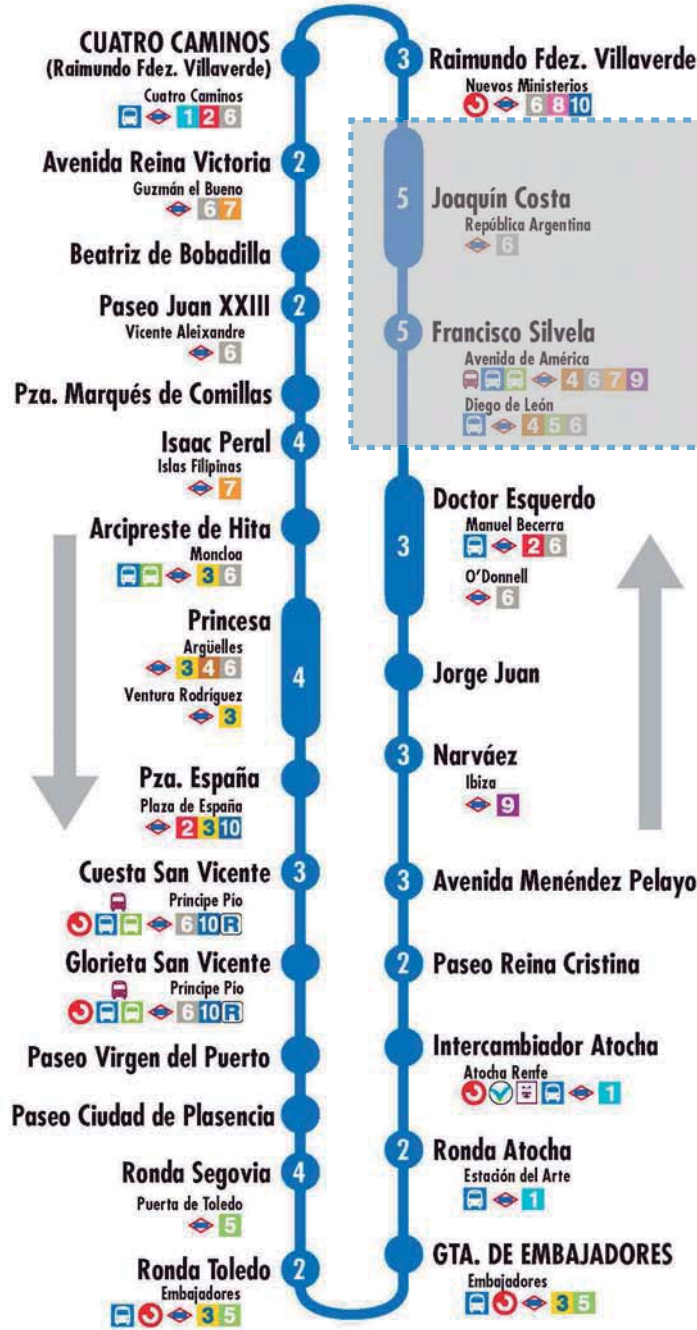 CUATRO CAMINOS
(Raimundo Fdez. Villaverde)
Cuatro Caminos
1 2 6
Avenida Reina Victoria 2
Guzmán el Bueno
6 7
Beatriz de Bobadilla
Paseo Juan XXIII 2
Vicente Aleixandre
6
Pza. Marqués de Comillas
Isaac Peral 4
Islas Filipinas
7
Arcipreste de Hita
Moncloa
3 6
Princesa
Argüelles
3 4 6
4
Ventura Rodríguez
3
Pza. España
Plaza de España
2 3 10
Cuesta San Vicente 3
Principe Pio
6 10 R
Glorieta San Vicente
Principe Pio
6 10 R
Paseo Virgen del Puerto
Paseo Ciudad de Plasencia
Ronda Segovia 4
Puerta de Toledo
5
Ronda Toledo 2
Embajadores
3 5
3 Raimundo Fdez. Villaverde
Nuevos Ministerios
6 8 10
5 Joaquín Costa
República Argentina
6
5 Francisco Silvela
Avenida de América
4 6 7 9
Diego de León
4 5 6
Doctor Esquerdo
Manuel Becerra
3
2 6
O'Donnell
6
Jorge Juan
3 Narváez
Ibiza
9
3 Avenida Menéndez Pelayo
2 Paseo Reina Cristina
Intercambiador Atocha
Atocha Renfe
1
2 Ronda Atocha
Estación del Arte
1
GTA. DE EMBAJADORES
Embajadores
3 5